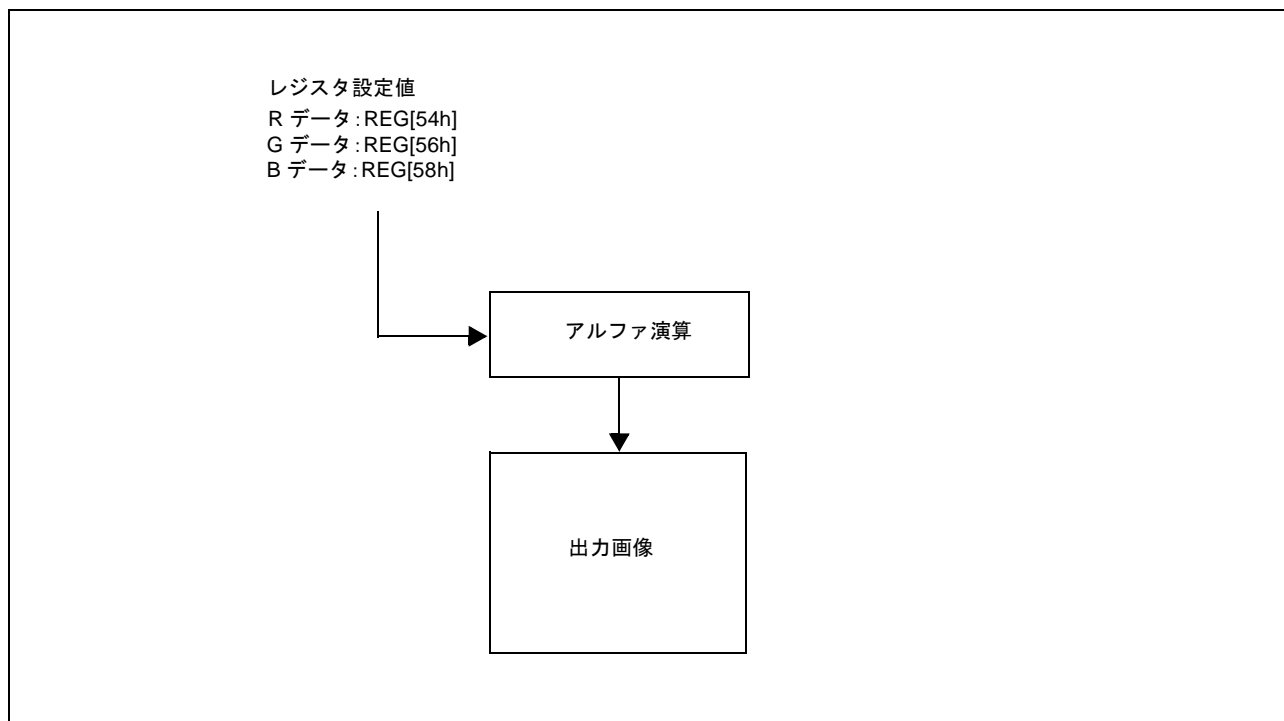 レジスタ設定値
R データ：REG[54h]
G データ：REG[56h]
B データ：REG[58h]
アルファ演算
出力画像